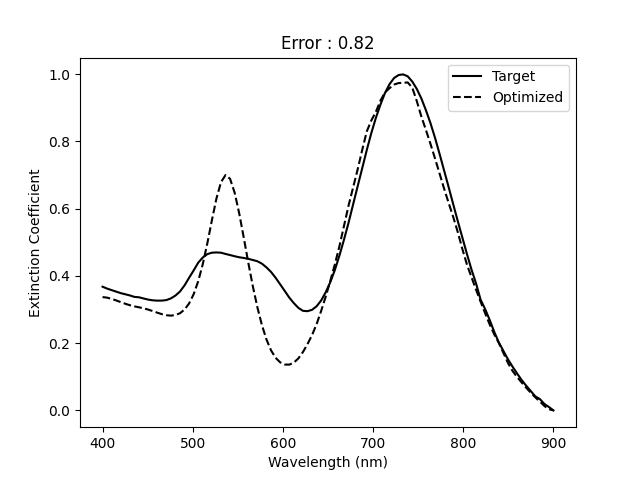 Error : 0.82
Target
Optimized
Extinction Coefficient
1.0
0.8
0.6
0.4
0.2
0.0
400 500 600 700 800 900
Wavelength (nm)